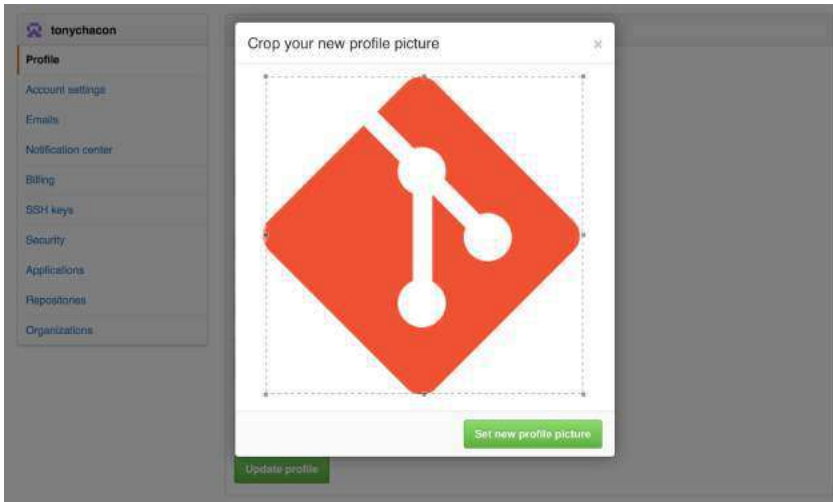 tonychacon
Profile
Account settings
Emails
Notification center
Billing
SSH keys
Security
Applications
Repositories
Organizations
Crop your new profile picture
×
Set new profile picture
Update profile